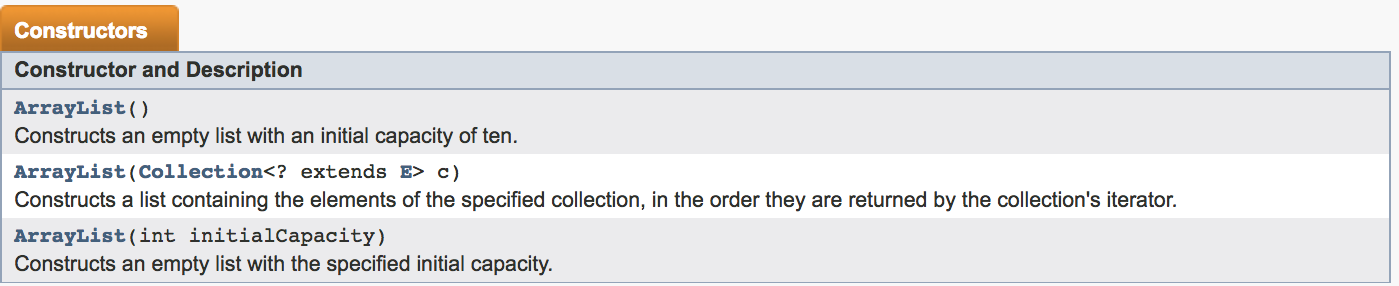 Constructors
Constructor and Description
ArrayList()
Constructs an empty list with an initial capacity of ten.
ArrayList(Collection<? extends E> c)
Constructs a list containing the elements of the specified collection, in the order they are returned by the collection's iterator.
ArrayList(int initialCapacity)
Constructs an empty list with the specified initial capacity.